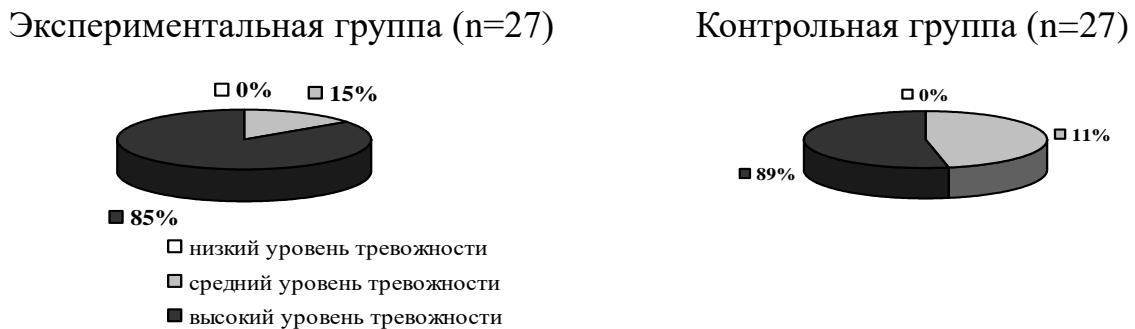 Экспериментальная группа (n=27)
0%
15%
85%
низкий уровень тревожности
средний уровень тревожности
высокий уровень тревожности
Контрольная группа (n=27)
0%
11%
89%